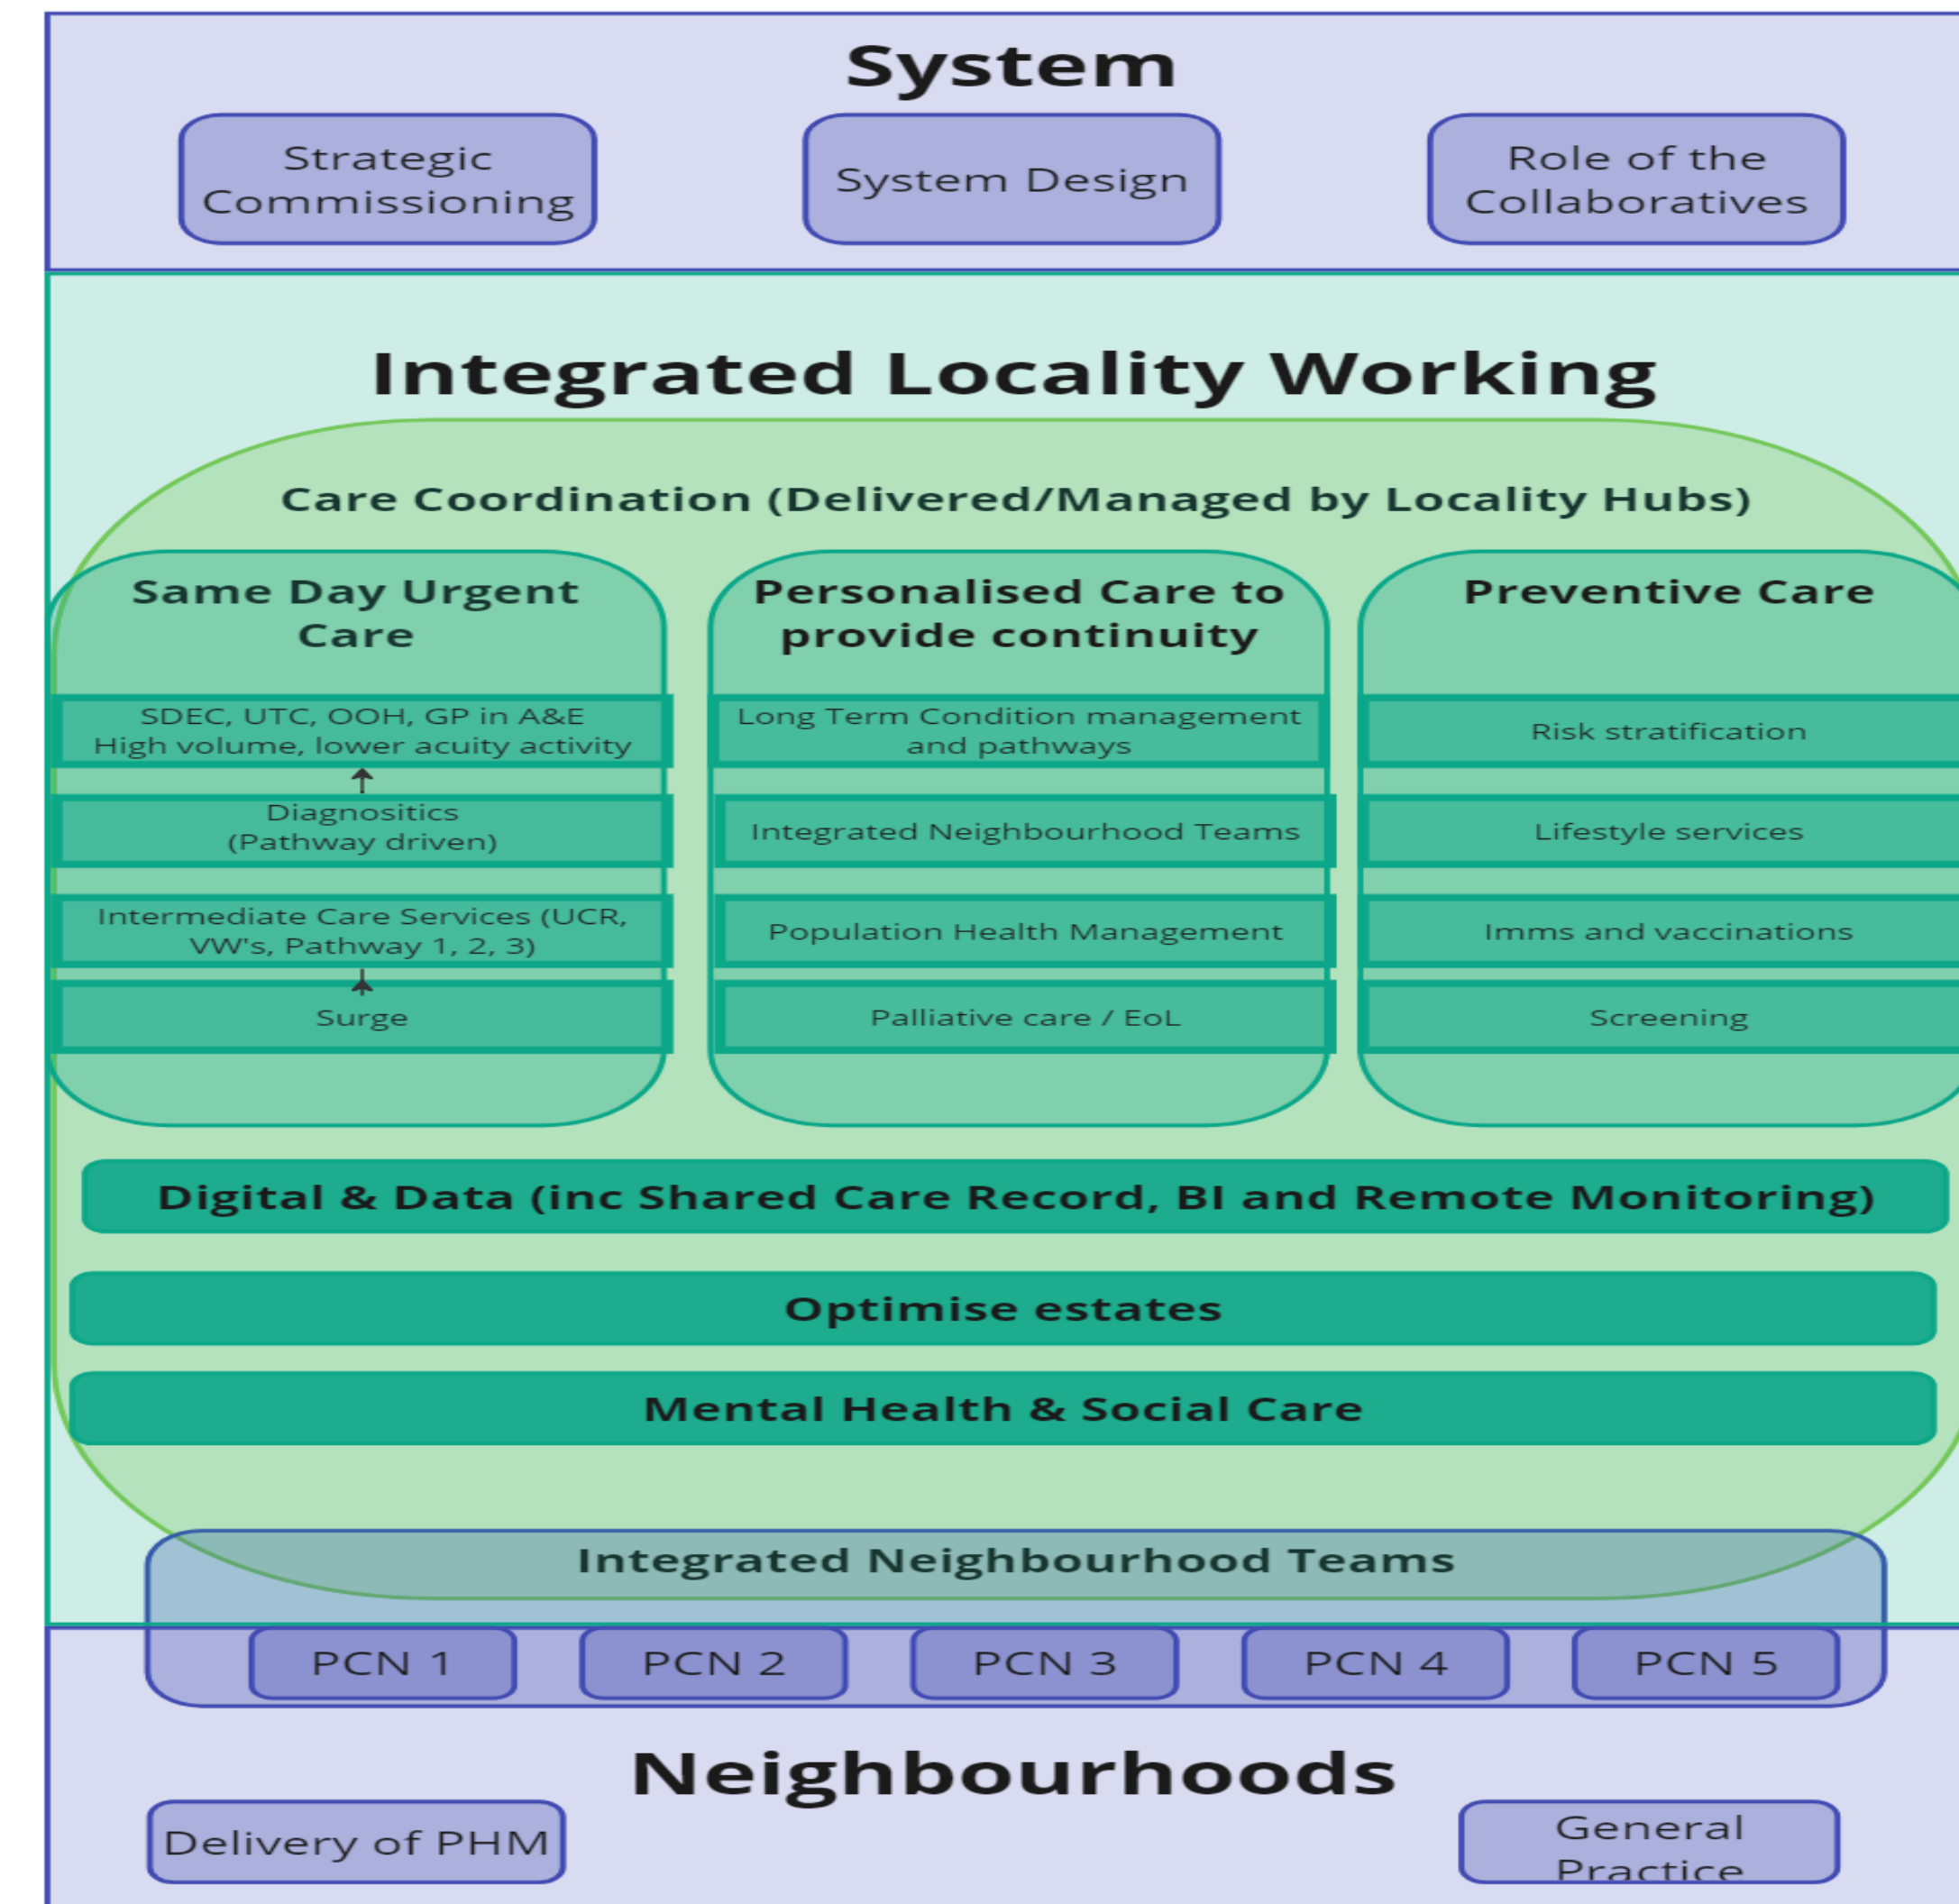 System
Strategic
Commissioning
System Design
Role of the
Collaboratives
Integrated Locality Working
Care Coordination (Delivered/Managed by Locality Hubs)
Same Day Urgent
Care
SDEC, UTC, OOH, GP in A&E
High volume, lower acuity activity
Diagnositics
(Pathway driven)
Intermediate Care Services (UCR,
VW's, Pathway 1, 2, 3)
Surge
Personalised Care to
provide continuity
Long Term Condition management
and pathways
Integrated Neighbourhood Teams
Population Health Management
Palliative care / EoL
Preventive Care
Risk stratification
Lifestyle services
Imms and vaccinations
Screening
Digital & Data (inc Shared Care Record, BI and Remote Monitoring)
Optimise estates
Mental Health & Social Care
Integrated Neighbourhood Teams
PCN 1
PCN 2
PCN 3
PCN 4
PCN 5
Neighbourhoods
Delivery of PHM
General
Practice